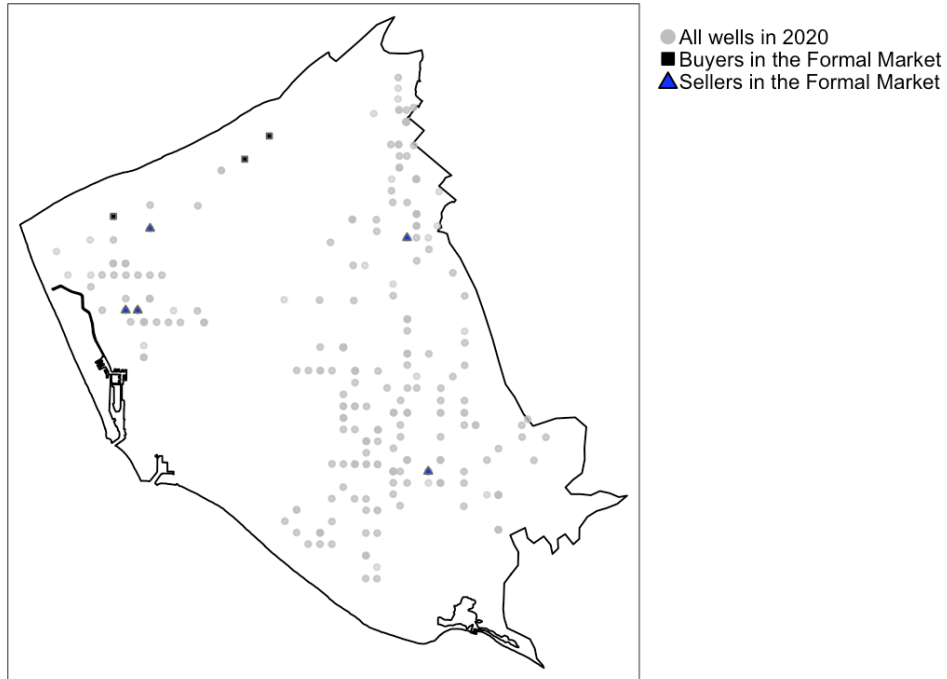 All wells in 2020
Buyers in the Formal Market
Sellers in the Formal Market